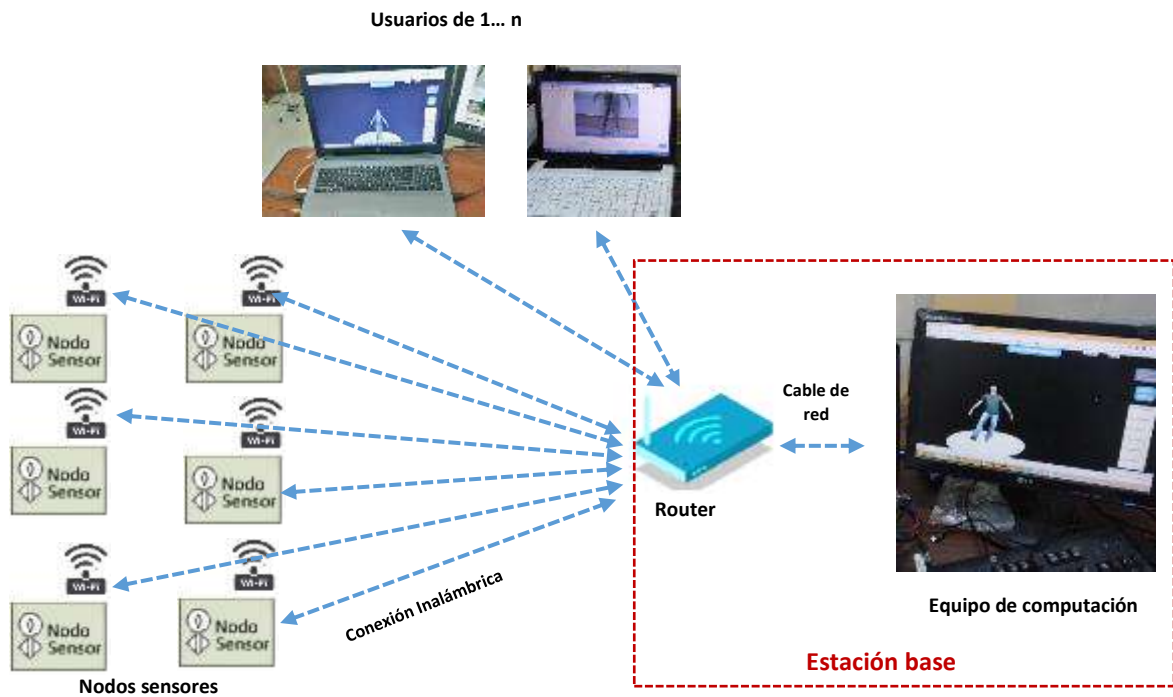 Usuarios de 1... n
Wi-Fi
Wi-Fi
Nodo
Sensor
Nodo
Sensor
Wi-Fi
Wi-Fi
Nodo
Sensor
Nodo
Sensor
Wi-Fi
Wi-Fi
Nodo
Sensor
Nodo
Sensor
Nodos sensores
Conexión Inalámbrica
Router
Cable de
red
Equipo de computación
Estación base